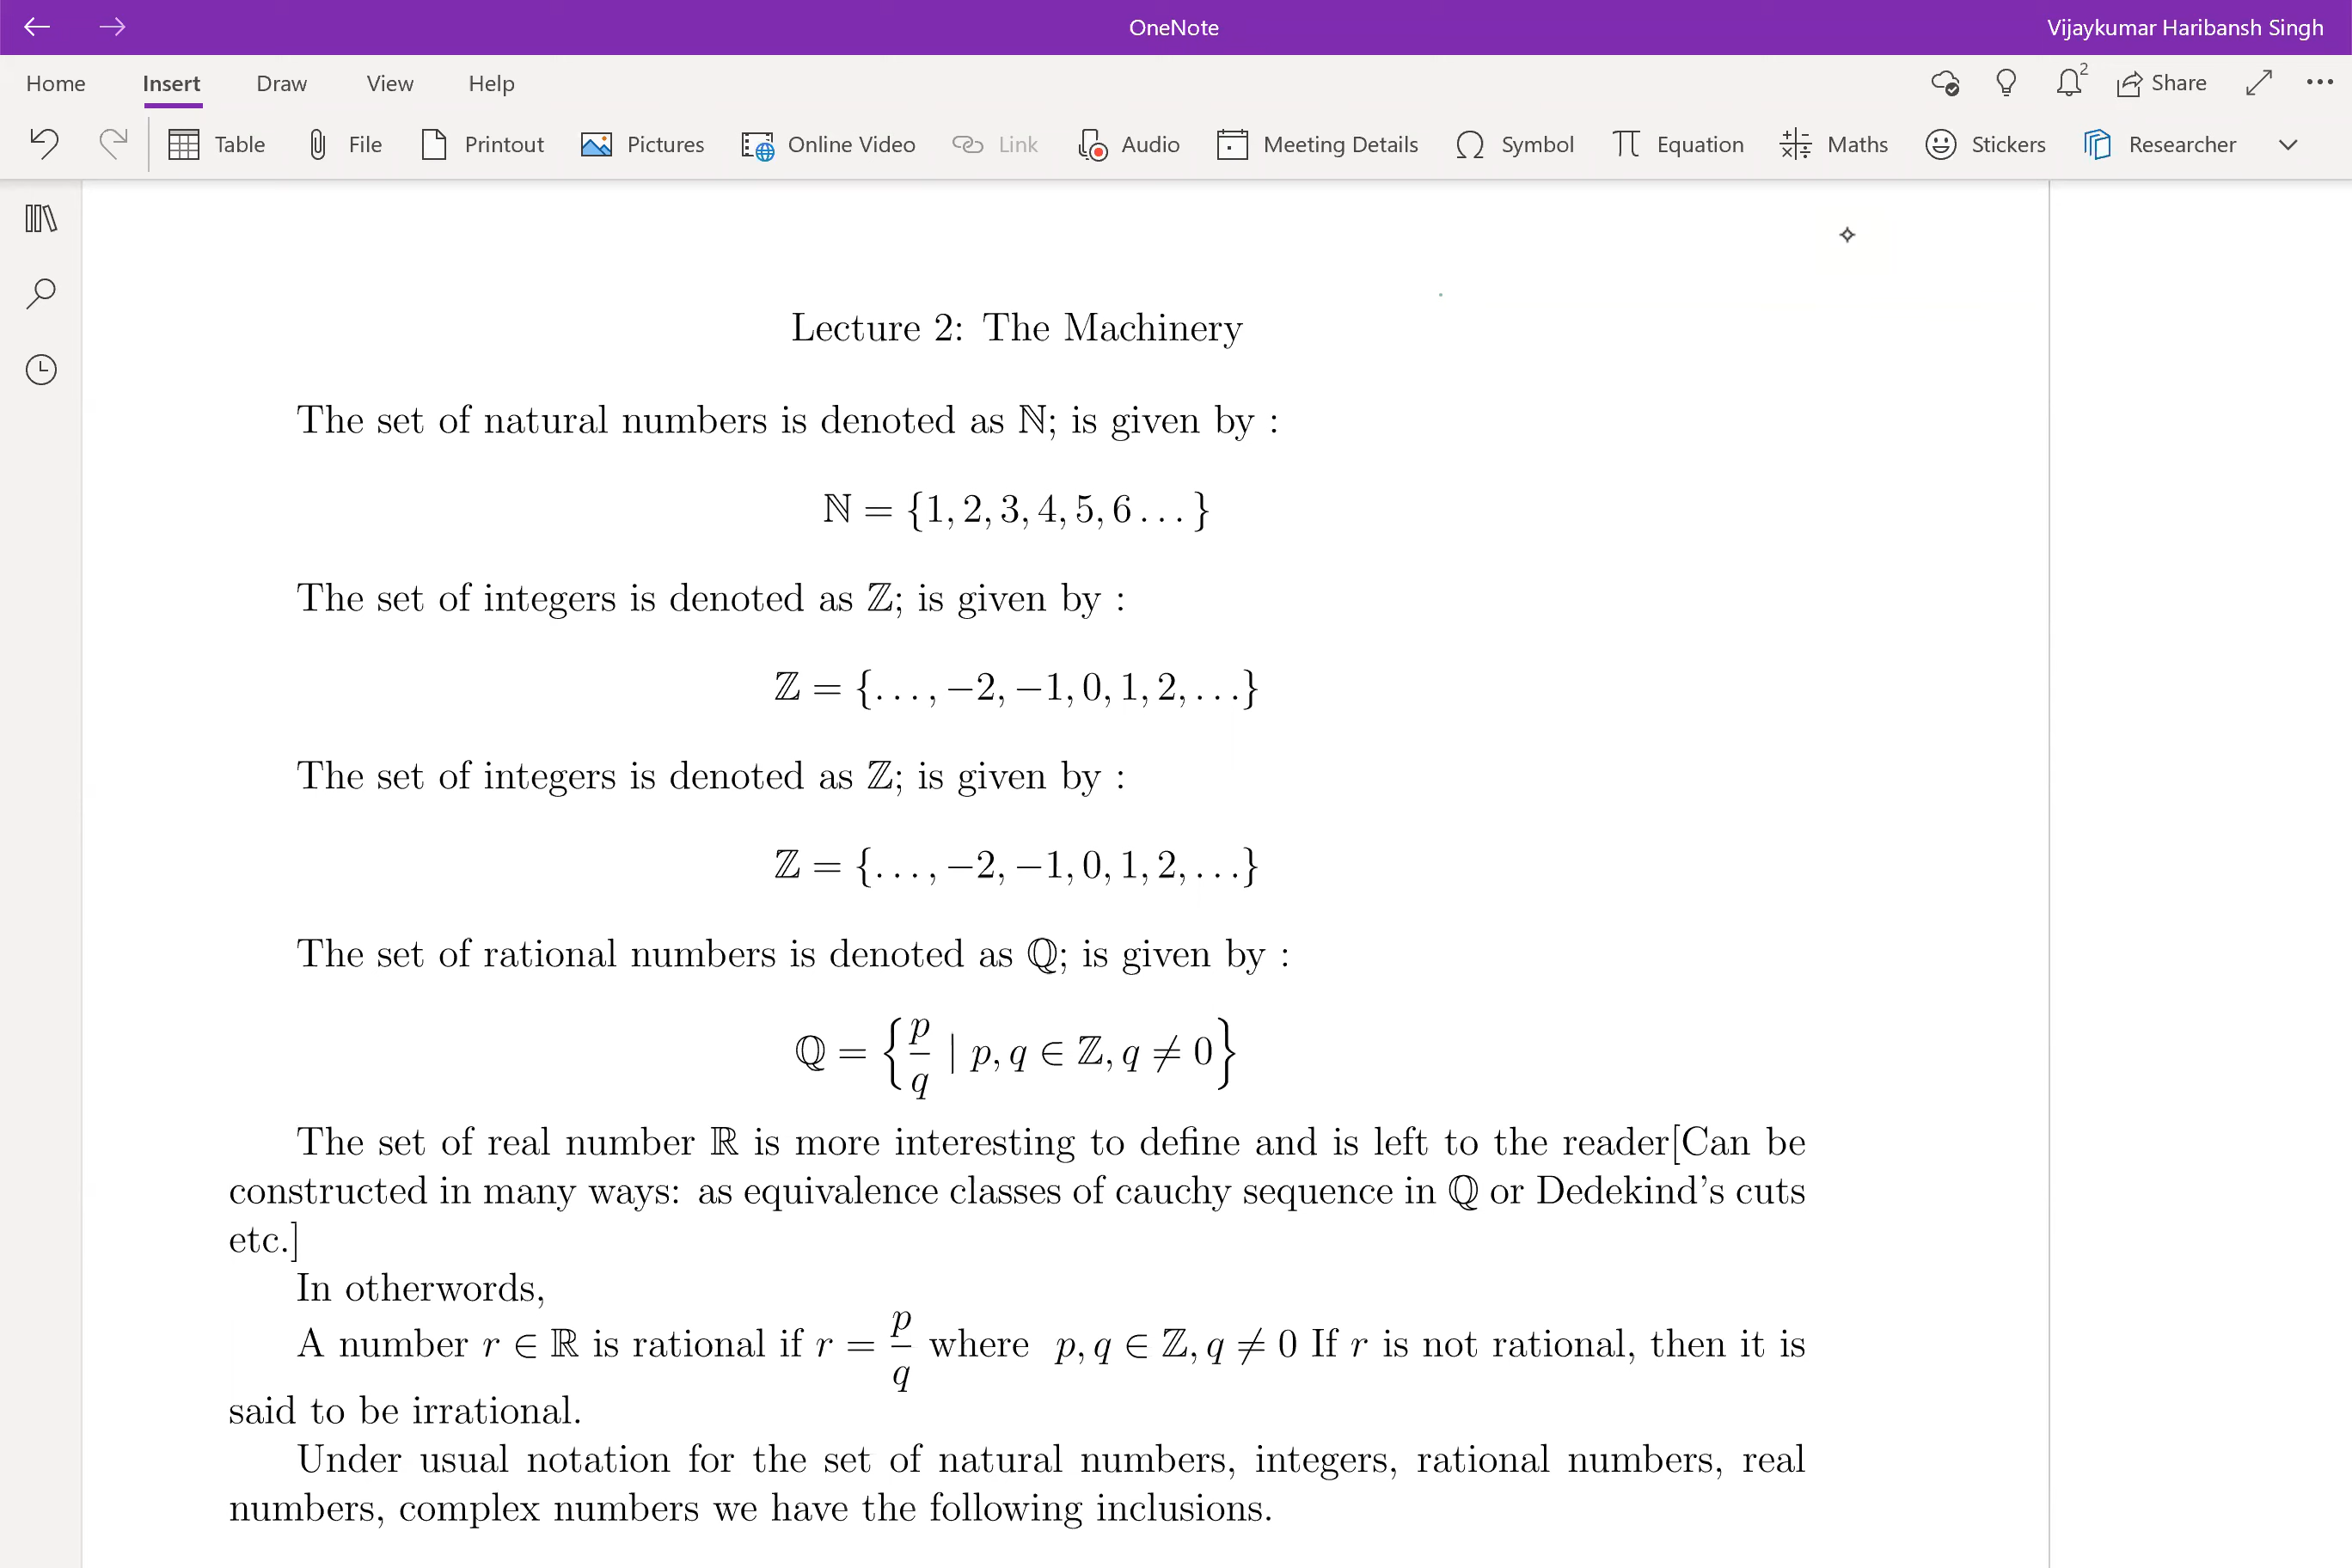 OneNote
Vijaykumar Haribansh Singh
Home Insert Draw View Help
2 Share
Table File Printout Pictures Online Video Link Audio Meeting Details Symbol Equation Maths Stickers Researcher
Lecture 2: The Machinery
The set of natural numbers is denoted as ℕ; is given by :
ℕ = {1, 2, 3, 4, 5, 6 . . . }
The set of integers is denoted as ℤ; is given by :
ℤ = {. . . , −2, −1, 0, 1, 2, . . .}
The set of integers is denoted as ℤ; is given by :
ℤ = {. . . , −2, −1, 0, 1, 2, . . .}
The set of rational numbers is denoted as ℚ; is given by :
ℚ = {p/q | p, q ∈ ℤ, q ≠ 0}
The set of real number ℝ is more interesting to define and is left to the reader[Can be
constructed in many ways: as equivalence classes of cauchy sequence in ℚ or Dedekind's cuts
etc.]
In otherwords,
A number r ∈ ℝ is rational if r = p/q where p, q ∈ ℤ, q ≠ 0 If r is not rational, then it is
said to be irrational.
Under usual notation for the set of natural numbers, integers, rational numbers, real
numbers, complex numbers we have the following inclusions.